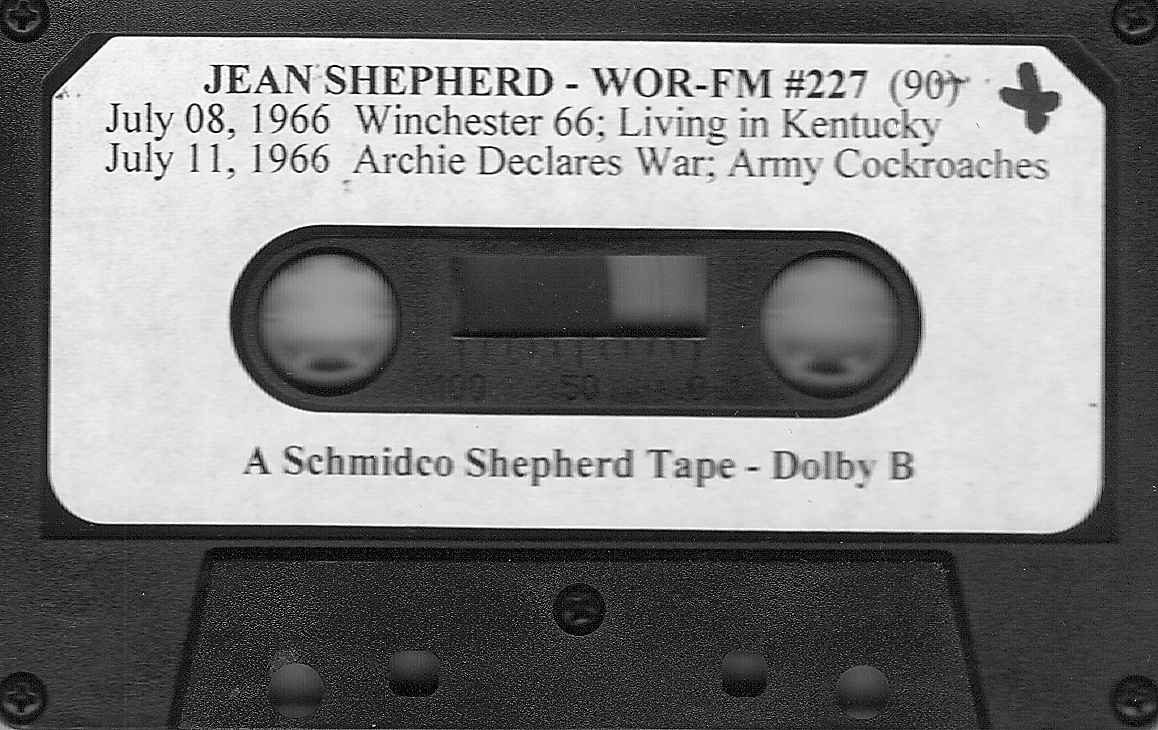 JEAN SHEPHERD - WOR-FM #227 (90)
July 08, 1966 Winchester 66; Living in Kentucky
July 11, 1966 Archie Declares War; Army Cockroaches
100 50 0
A Schmidco Shepherd Tape - Dolby B